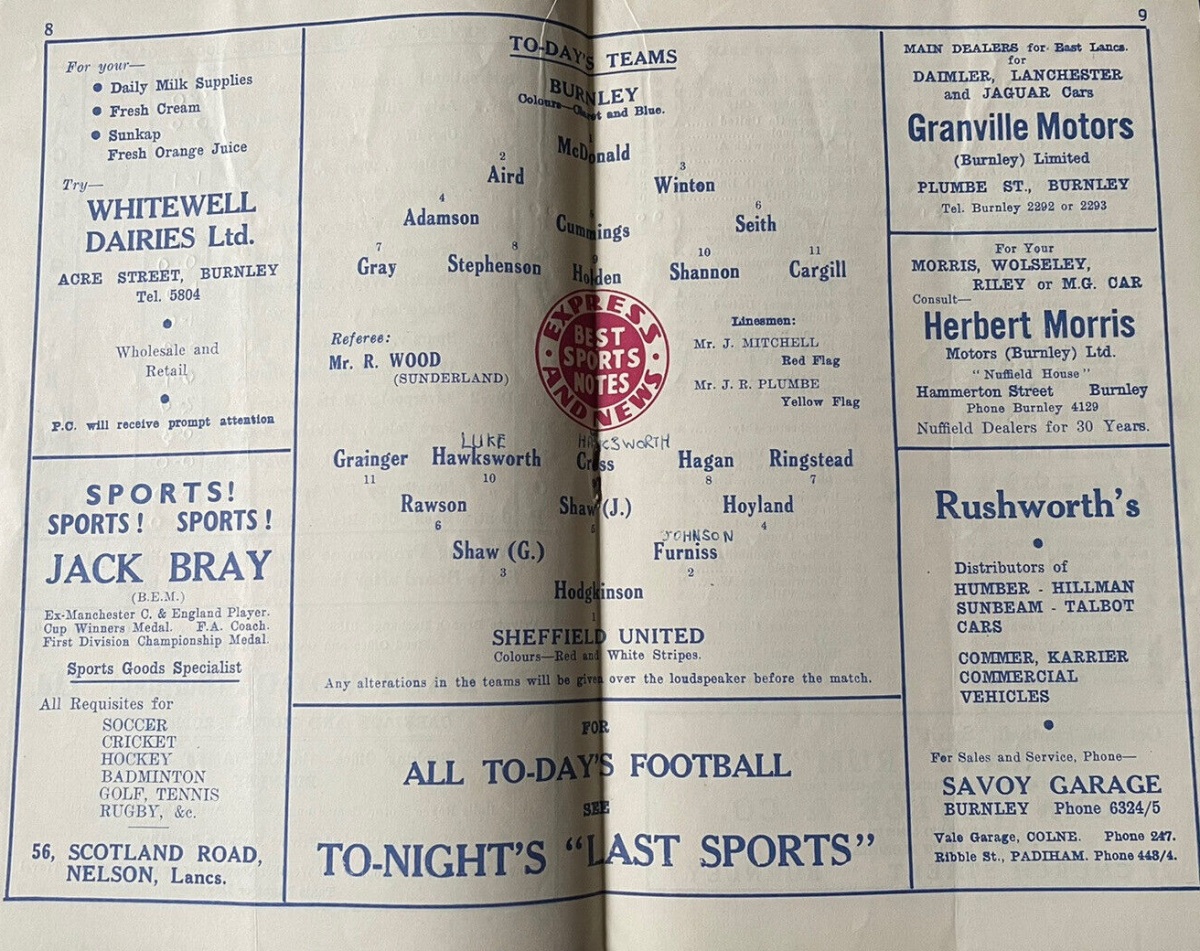 8
For your—
• Daily Milk Supplies
• Fresh Cream
• Sunkap
Fresh Orange Juice
Try—
WHITEWELL
DAIRIES Ltd.
ACRE STREET, BURNLEY
Tel. 5804
Wholesale and
Retail
P.C. will receive prompt attention
SPORTS!
SPORTS! SPORTS!
JACK BRAY
(B.E.M.)
Ex-Manchester C. & England Player.
Cup Winners Medal. F.A. Coach.
First Division Championship Medal.
Sports Goods Specialist
All Requisites for
SOCCER
CRICKET
HOCKEY
BADMINTON
GOLF, TENNIS
RUGBY, &c.
56, SCOTLAND ROAD,
NELSON, Lancs.
TO-DAY'S TEAMS
BURNLEY
Colours—Claret and Blue.
1
McDonald
2 3
Aird Winton
4 5 6
Adamson Cummings Seith
7 8 9 10 11
Gray Stephenson Holden Shannon Cargill
Referee:
Mr. R. WOOD
(SUNDERLAND)
EXPRESS
BEST
SPORTS
NOTES
AND NEWS
Linesmen:
Mr. J. MITCHELL
Red Flag
Mr. J. R. PLUMBE
Yellow Flag
LUKE HAWKSWORTH
Grainger Hawksworth Cross Hagan Ringstead
11 10 9 8 7
Rawson Shaw (J.) Hoyland
6 5 4
JOHNSON
Shaw (G.) Furniss
3 2
Hodgkinson
1
SHEFFIELD UNITED
Colours—Red and White Stripes.
Any alterations in the teams will be given over the loudspeaker before the match.
FOR
ALL TO-DAY'S FOOTBALL
SEE
TO-NIGHT'S "LAST SPORTS"
9
MAIN DEALERS for East Lancs.
for
DAIMLER, LANCHESTER
and JAGUAR Cars
Granville Motors
(Burnley) Limited
PLUMBE ST., BURNLEY
Tel. Burnley 2292 or 2293
For Your
MORRIS, WOLSELEY,
RILEY or M.G. CAR
Consult—
Herbert Morris
Motors (Burnley) Ltd.
"Nuffield House"
Hammerton Street Burnley
Phone Burnley 4129
Nuffield Dealers for 30 Years.
Rushworth's
Distributors of
HUMBER - HILLMAN
SUNBEAM - TALBOT
CARS
COMMER, KARRIER
COMMERCIAL
VEHICLES
For Sales and Service, Phone—
SAVOY GARAGE
BURNLEY Phone 6324/5
Vale Garage, COLNE. Phone 247.
Ribble St., PADIHAM. Phone 448/4.